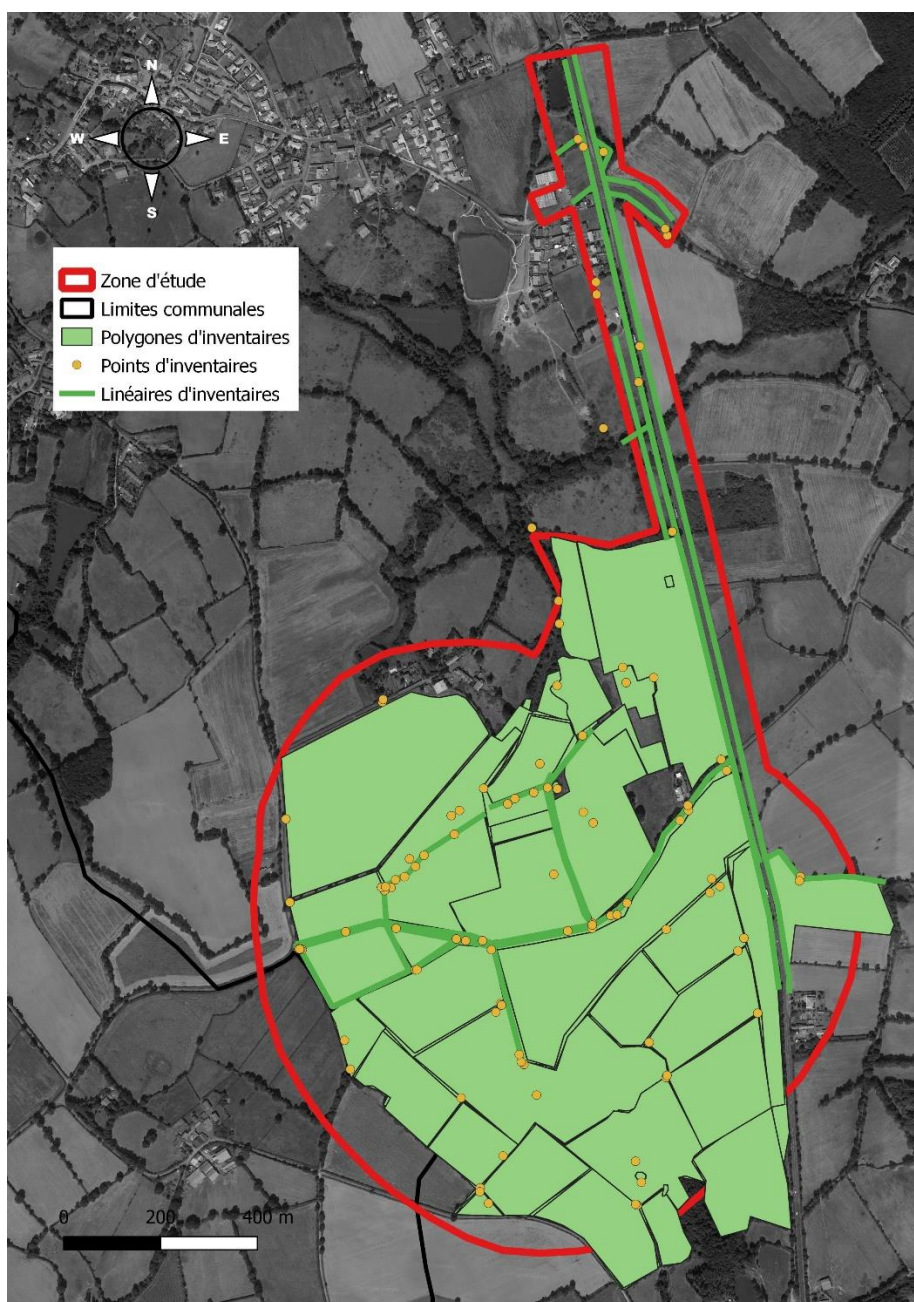 N
W E
S
Zone d'étude
Limites communales
Polygones d'inventaires
Points d'inventaires
Linéaires d'inventaires
0 200 400 m